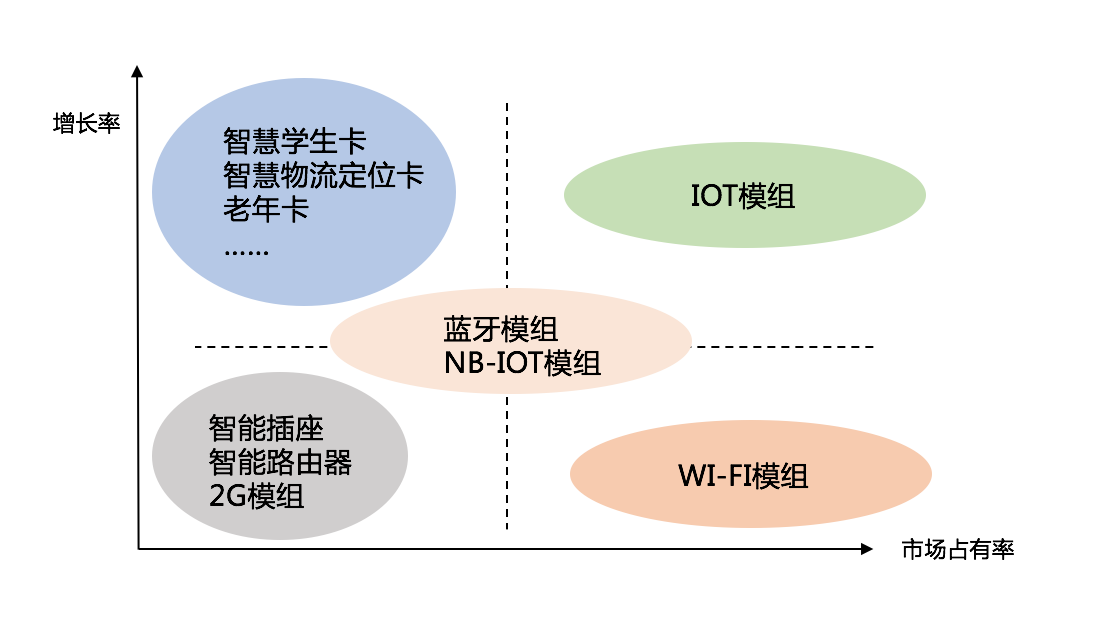 增长率
智慧学生卡
智慧物流定位卡
老年卡
……
IOT模组
蓝牙模组
NB-IOT模组
智能插座
智能路由器
2G模组
WI-FI模组
市场占有率